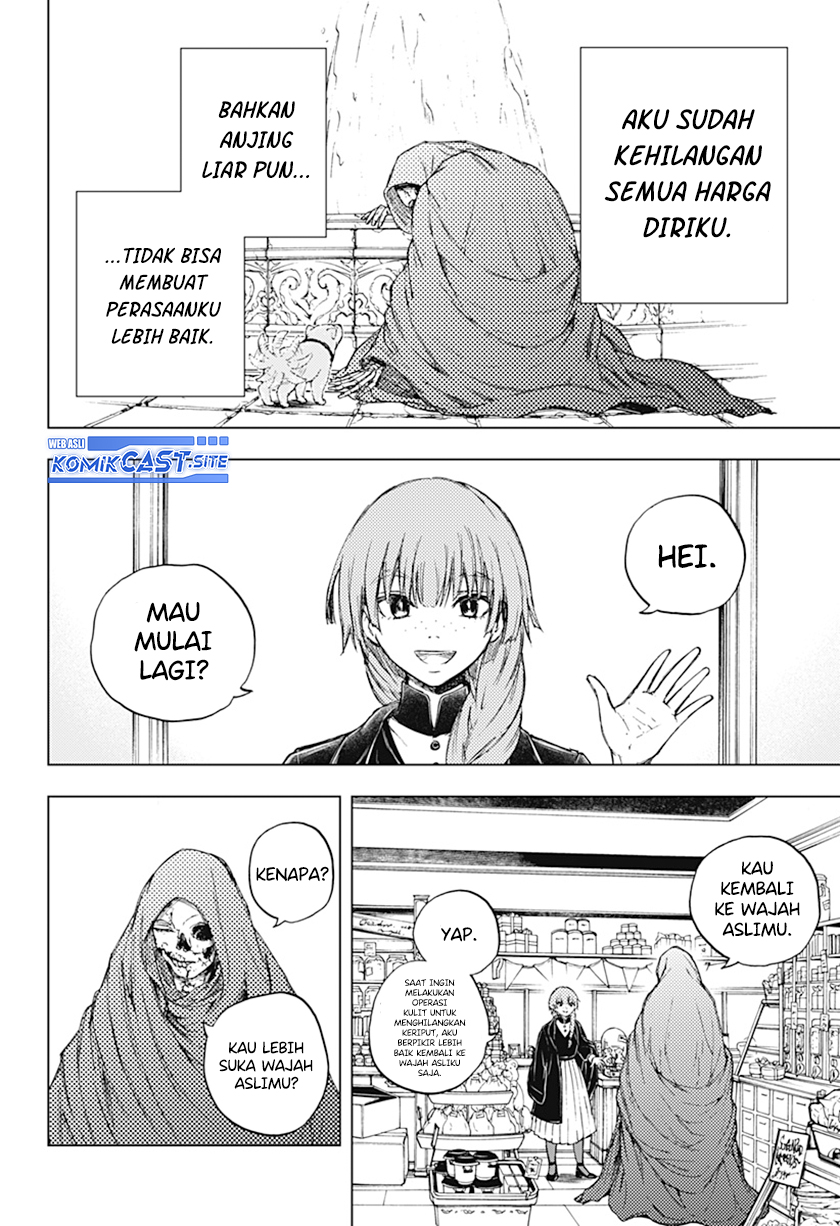 AKU SUDAH
KEHILANGAN
SEMUA HARGA
DIRIKU.
BAHKAN
ANJING
LIAR PUN...
...TIDAK BISA
MEMBUAT
PERASAANKU
LEBIH BAIK.
WEB ASLI
KOMIKCAST.SITE
HEI.
MAU
MULAI
LAGI?
KAU
KEMBALI
KE WAJAH
ASLIMU.
YAP.
SAAT INGIN
MELAKUKAN
OPERASI
KULIT UNTUK
MENGHILANGKAN
KERIPUT, AKU
BERPIKIR LEBIH
BAIK KEMBALI KE
WAJAH ASLIKU
SAJA.
KENAPA?
KAU LEBIH
SUKA WAJAH
ASLIMU?